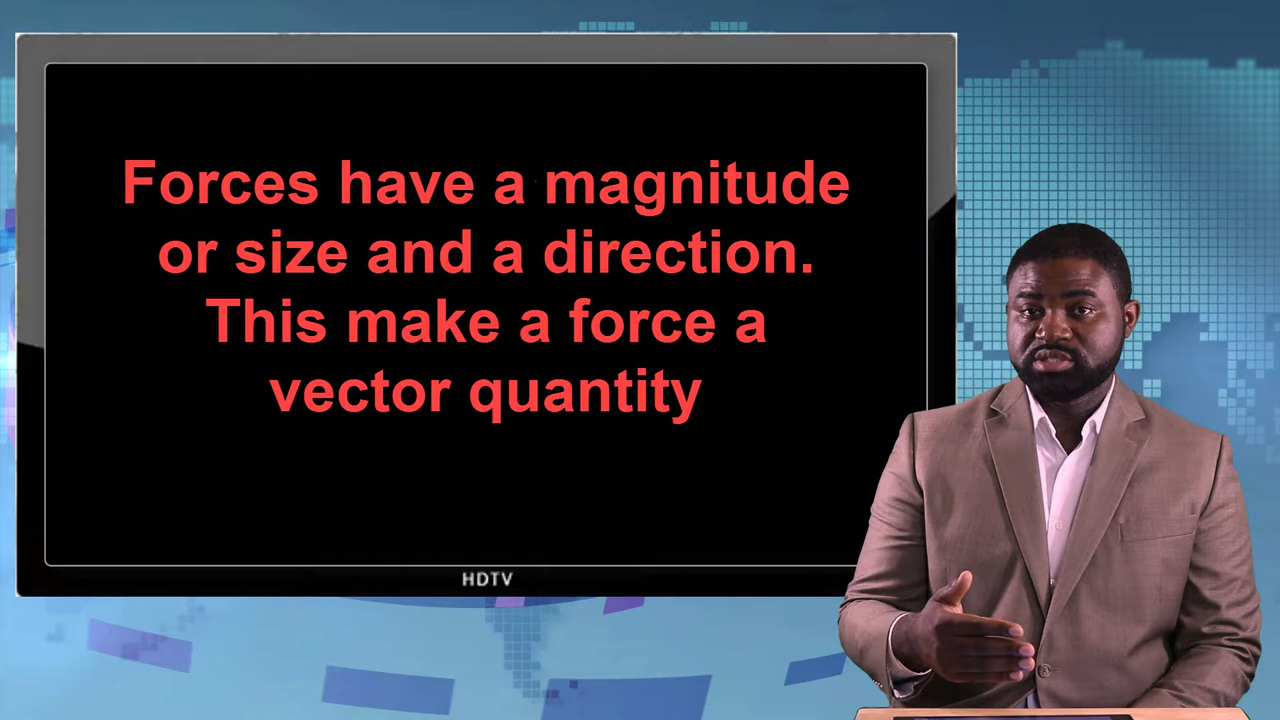 Forces have a magnitude
or size and a direction.
This make a force a
vector quantity
HDTV